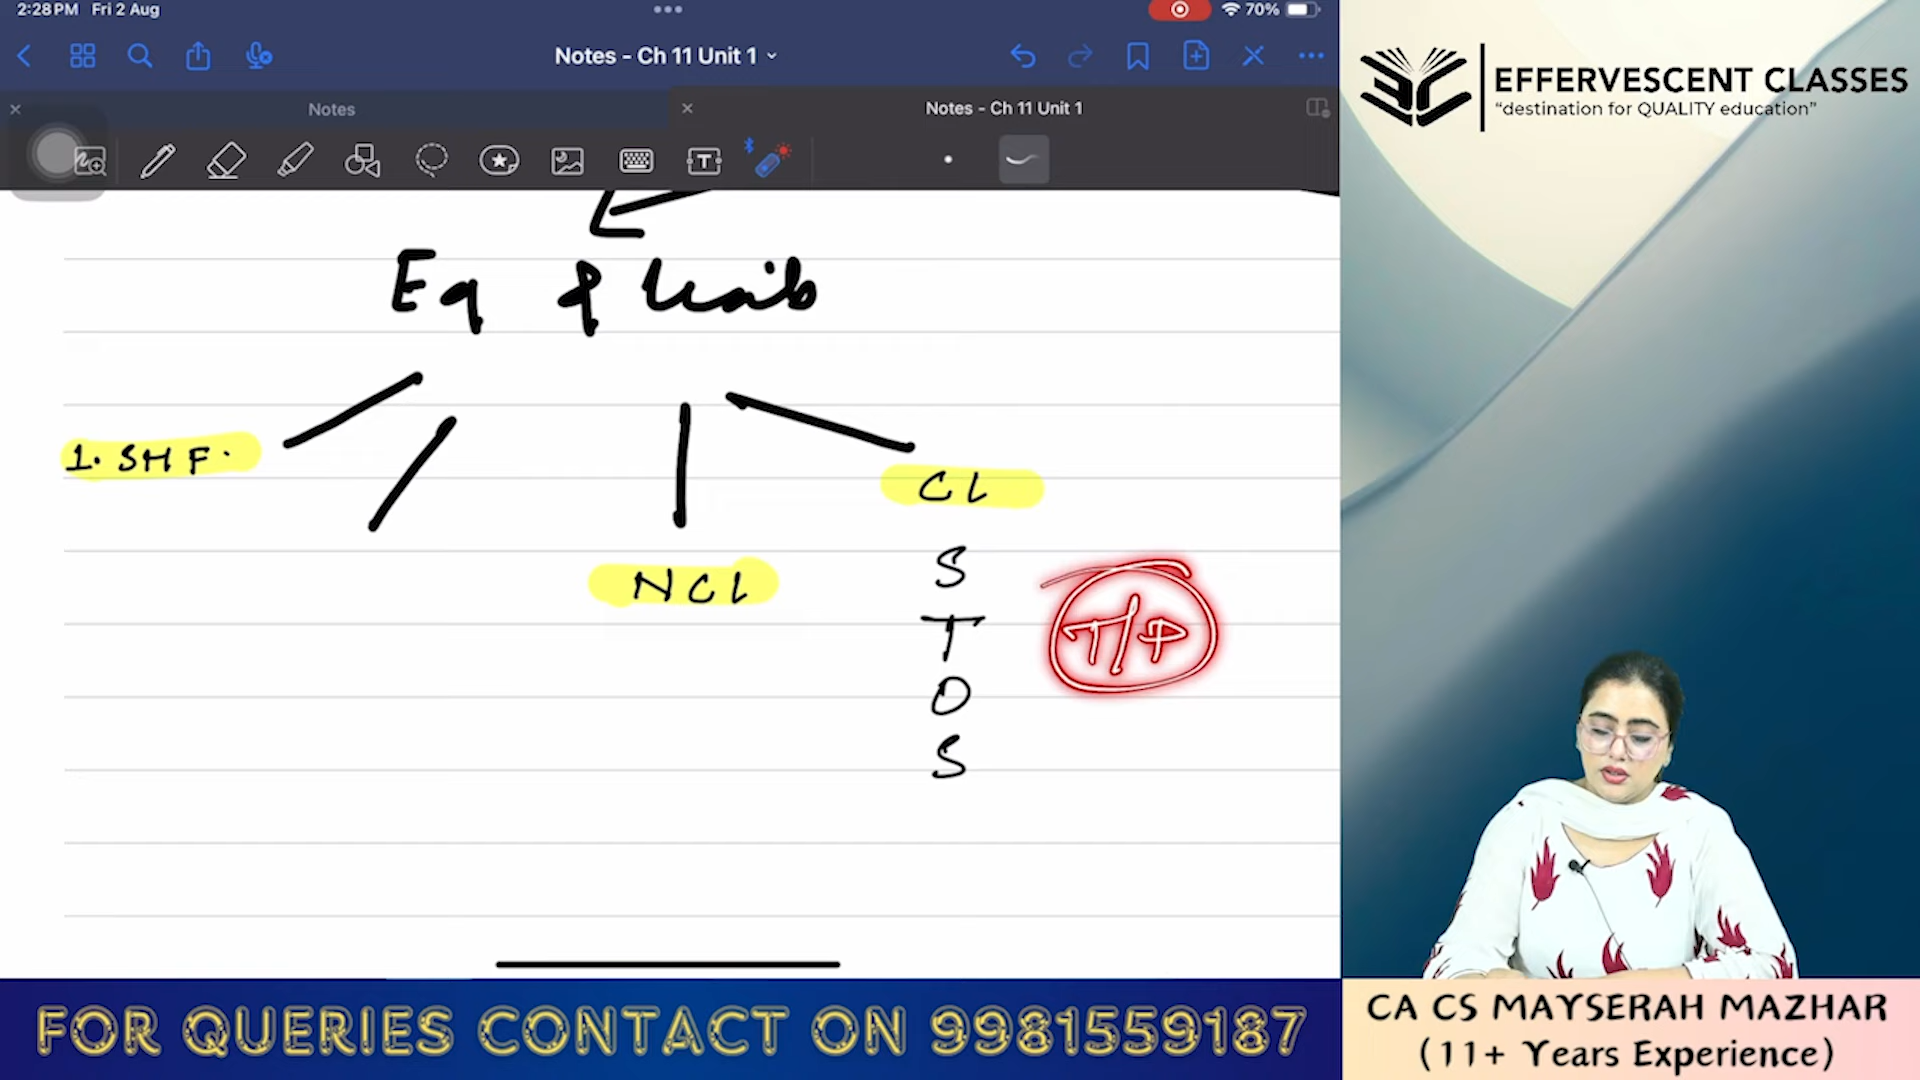 2:28 PM Fri 2 Aug
70%
Notes - Ch 11 Unit 1
Notes
Notes - Ch 11 Unit 1
EFFERVESCENT CLASSES
“destination for QUALITY education”
Eq & Liab
1. SHF.
CL
NCL
S
T
O
S
T/P
FOR QUERIES CONTACT ON 9981559187
CA CS MAYSERAH MAZHAR
(11+ Years Experience)